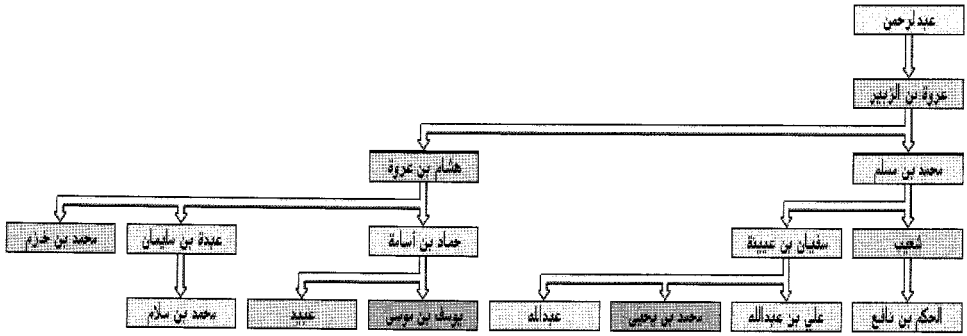 عبدالرحمن
عروة بن الزبير
محمد بن مسلم
هشام بن عروة
شعيب
سفيان بن عيينة
حماد بن أسامة
عبدة بن سليمان
محمد بن خازم
الحكم بن نافع
علي بن عبدالله
محمد بن يحيى
عبدالله
يوسف بن موسى
عبيد
محمد بن سلام